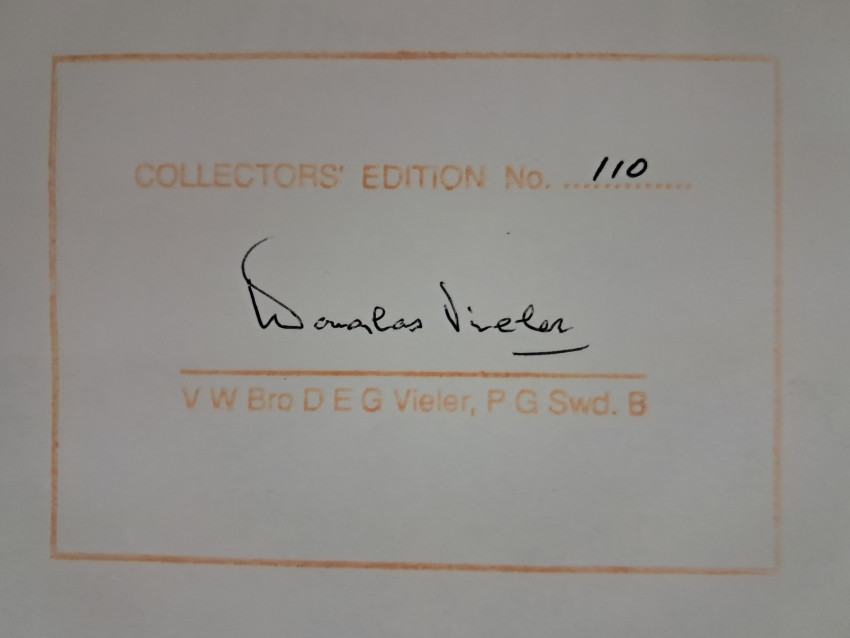 COLLECTORS' EDITION No. ....110........
Douglas Vieler
V W Bro D E G Vieler, P G Swd. B